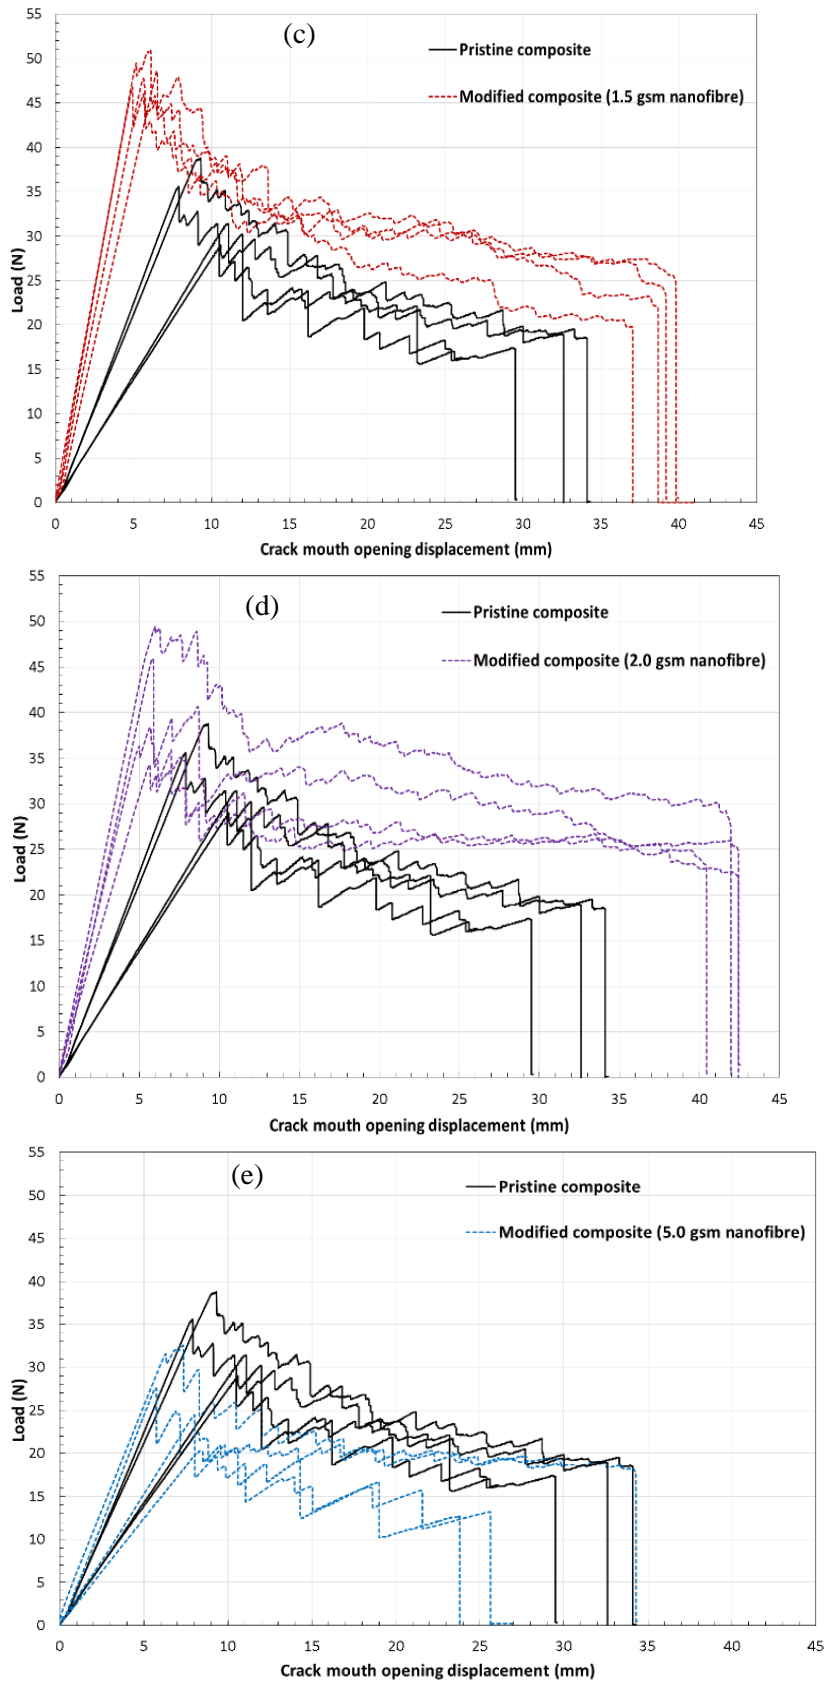 (c)
Pristine composite
Modified composite (1.5 gsm nanofibre)
Load (N)
55
50
45
40
35
30
25
20
15
10
5
0
0 5 10 15 20 25 30 35 40 45
Crack mouth opening displacement (mm)
(d)
Pristine composite
Modified composite (2.0 gsm nanofibre)
Load (N)
55
50
45
40
35
30
25
20
15
10
5
0
0 5 10 15 20 25 30 35 40 45
Crack mouth opening displacement (mm)
(e)
Pristine composite
Modified composite (5.0 gsm nanofibre)
Load (N)
55
50
45
40
35
30
25
20
15
10
5
0
0 5 10 15 20 25 30 35 40 45
Crack mouth opening displacement (mm)